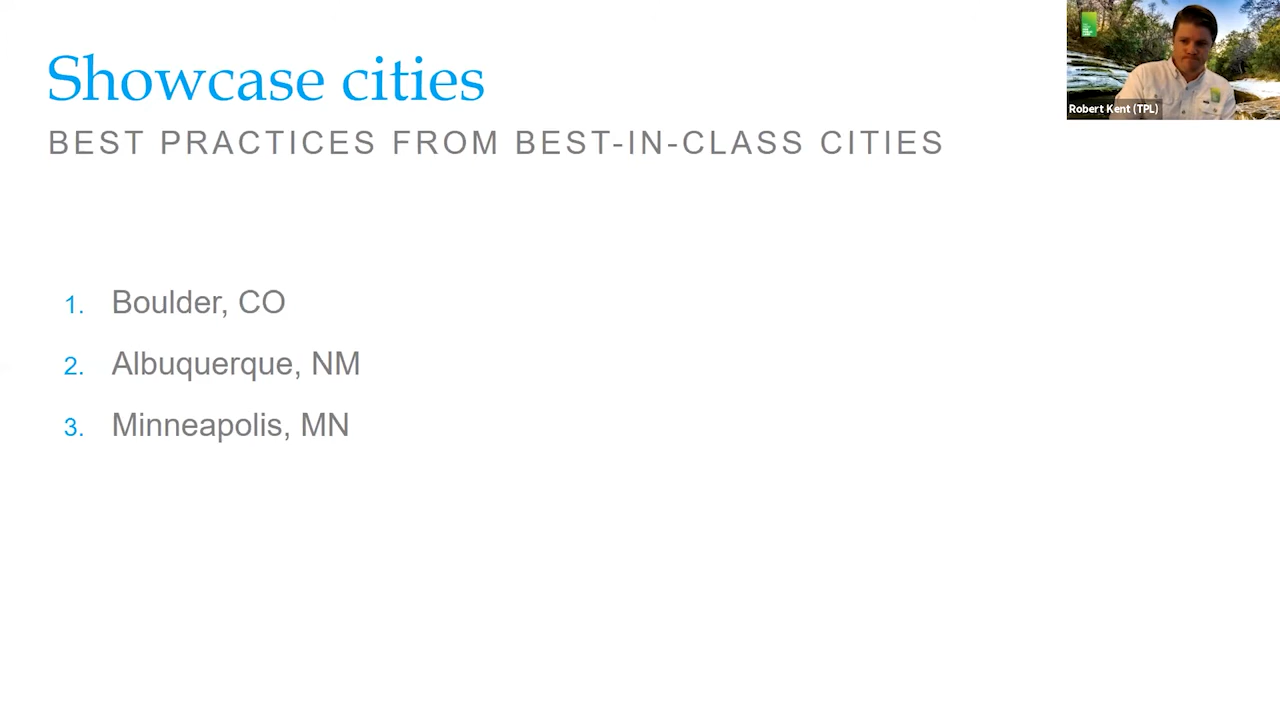 Showcase cities
BEST PRACTICES FROM BEST-IN-CLASS CITIES
1. Boulder, CO
2. Albuquerque, NM
3. Minneapolis, MN
Robert Kent (TPL)